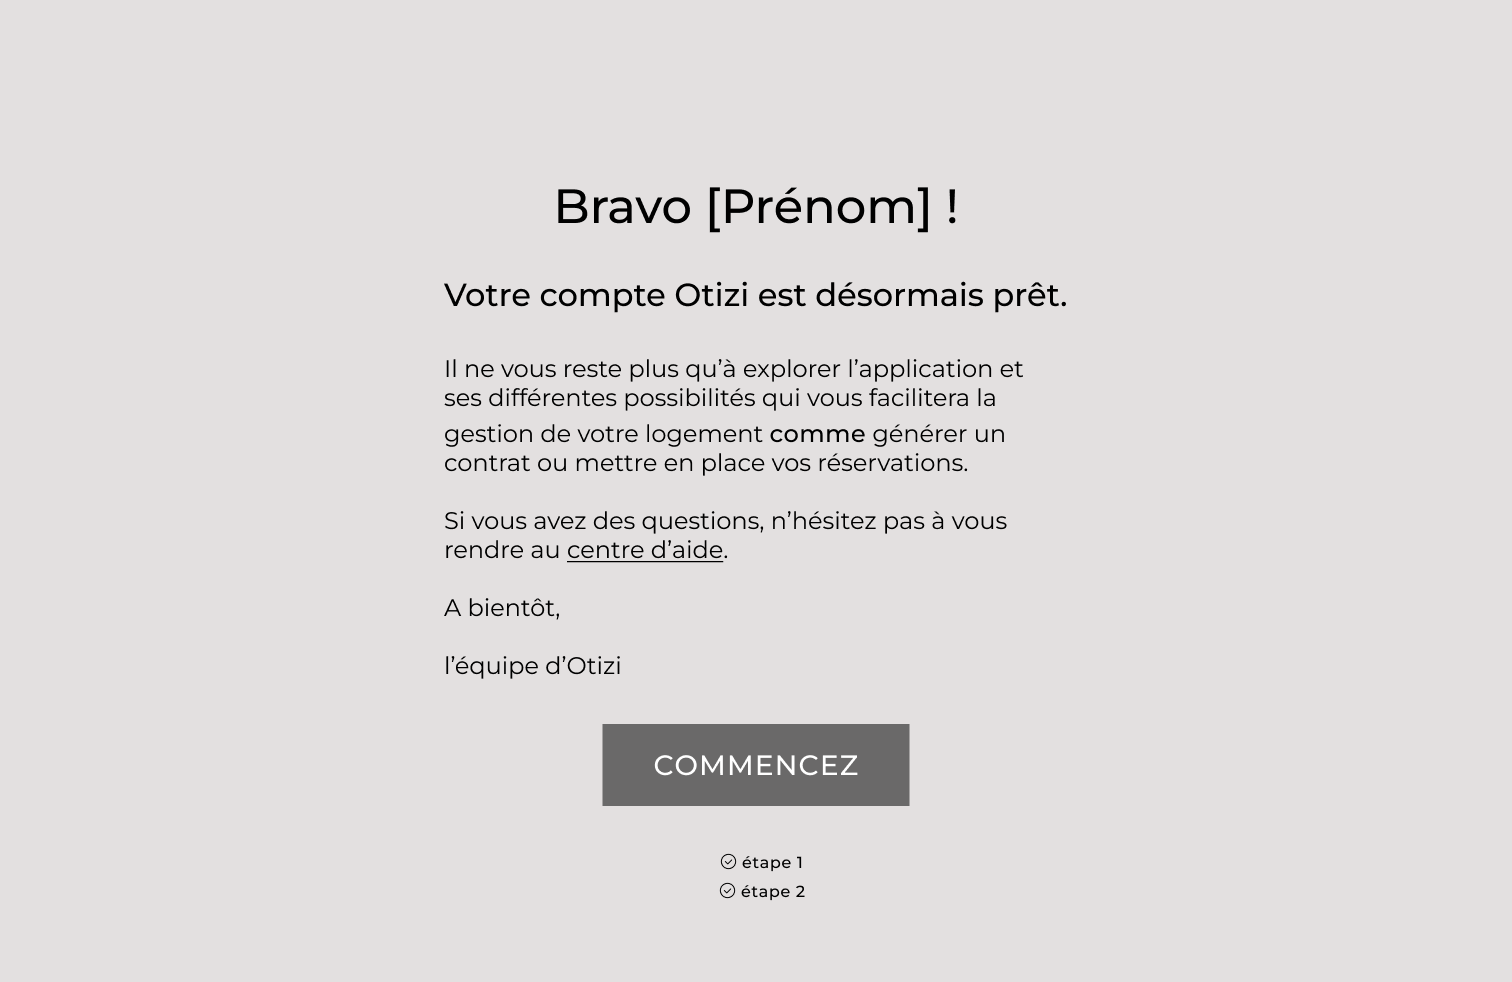 Bravo [Prénom] !
Votre compte Otizi est désormais prêt.
Il ne vous reste plus qu’à explorer l’application et
ses différentes possibilités qui vous facilitera la
gestion de votre logement comme générer un
contrat ou mettre en place vos réservations.
Si vous avez des questions, n’hésitez pas à vous
rendre au centre d’aide.
A bientôt,
l’équipe d’Otizi
COMMENCEZ
étape 1
étape 2